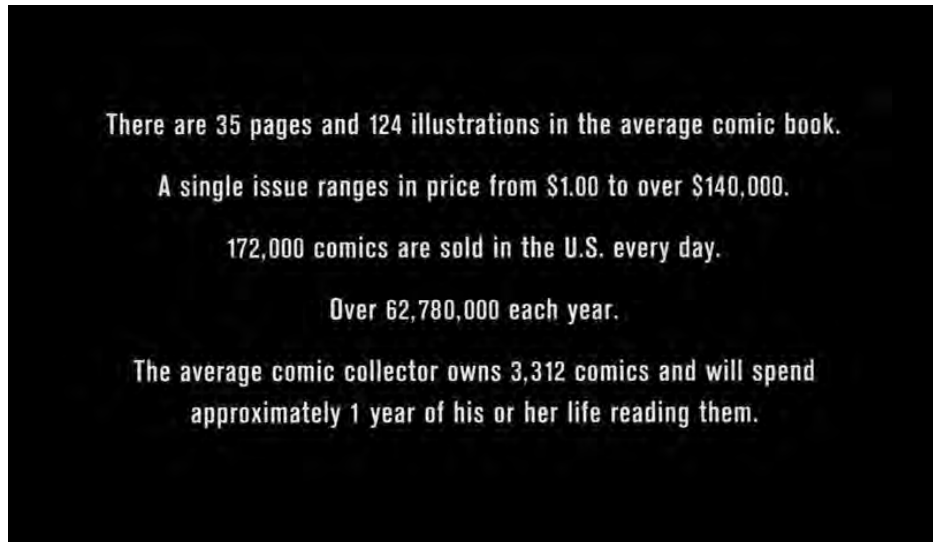 There are 35 pages and 124 illustrations in the average comic book.
A single issue ranges in price from $1.00 to over $140,000.
172,000 comics are sold in the U.S. every day.
Over 62,780,000 each year.
The average comic collector owns 3,312 comics and will spend
approximately 1 year of his or her life reading them.